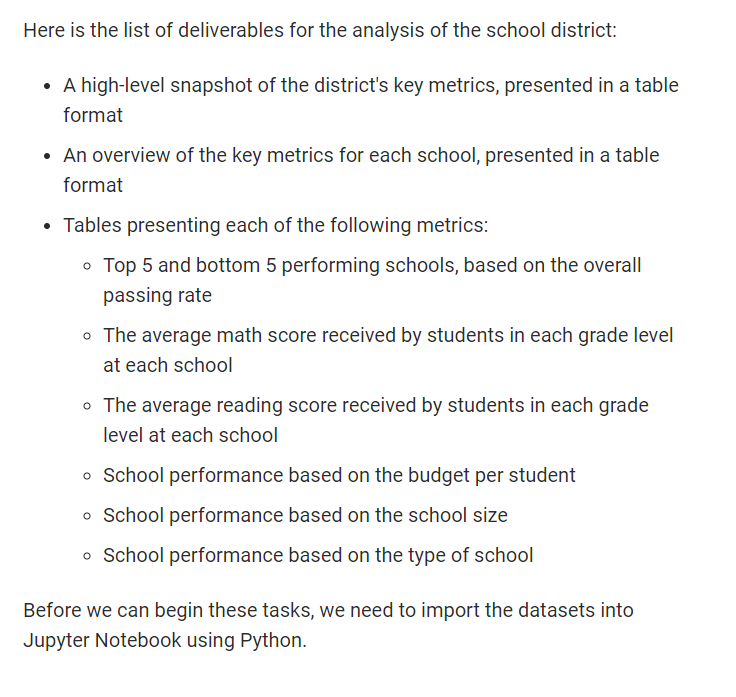 Here is the list of deliverables for the analysis of the school district:
• A high-level snapshot of the district's key metrics, presented in a table
format
• An overview of the key metrics for each school, presented in a table
format
• Tables presenting each of the following metrics:
◦ Top 5 and bottom 5 performing schools, based on the overall
passing rate
◦ The average math score received by students in each grade level
at each school
◦ The average reading score received by students in each grade
level at each school
◦ School performance based on the budget per student
◦ School performance based on the school size
◦ School performance based on the type of school
Before we can begin these tasks, we need to import the datasets into
Jupyter Notebook using Python.